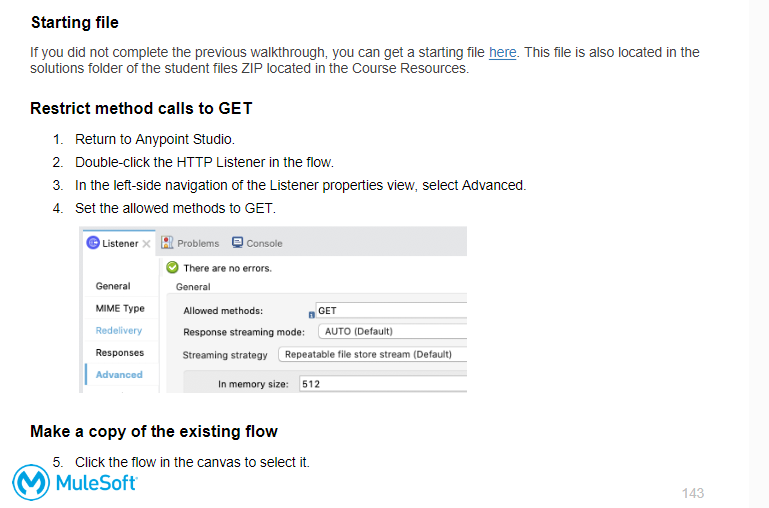 Starting file
If you did not complete the previous walkthrough, you can get a starting file here. This file is also located in the
solutions folder of the student files ZIP located in the Course Resources.
Restrict method calls to GET
1. Return to Anypoint Studio.
2. Double-click the HTTP Listener in the flow.
3. In the left-side navigation of the Listener properties view, select Advanced.
4. Set the allowed methods to GET.
Listener Problems Console
There are no errors.
General
General
MIME Type
Allowed methods: GET
Redelivery
Response streaming mode: AUTO (Default)
Responses
Streaming strategy Repeatable file store stream (Default)
Advanced
In memory size: 512
Make a copy of the existing flow
5. Click the flow in the canvas to select it.
MuleSoft
143